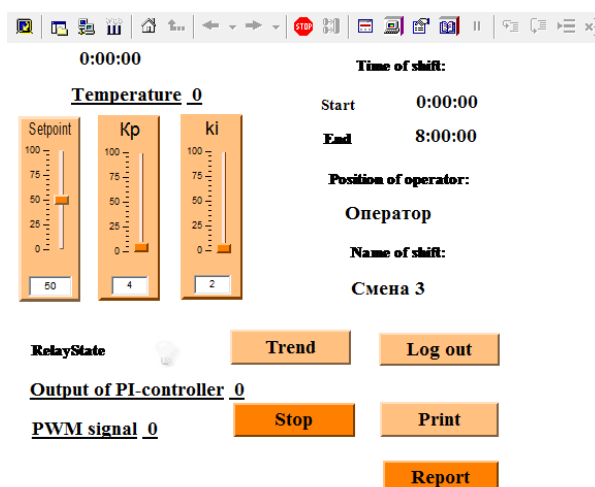 STOP
0:00:00
Temperature 0
Setpoint
100
75
50
25
0
50
Kp
100
75
50
25
0
4
ki
100
75
50
25
0
2
Time of shift:
Start 0:00:00
End 8:00:00
Position of operator:
Оператор
Name of shift:
Смена 3
RelayState
Trend
Log out
Output of PI-controller 0
PWM signal 0
Stop
Print
Report